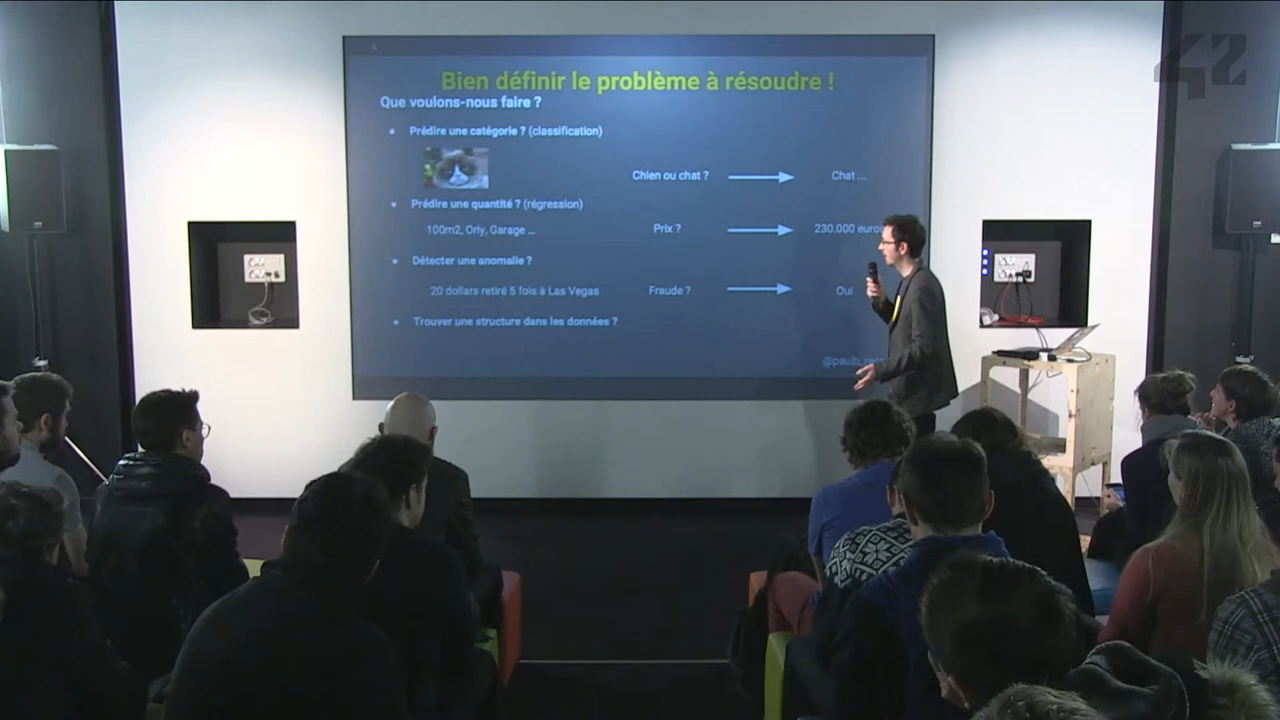 42
Bien définir le problème à résoudre !
Que voulons-nous faire ?
Prédire une catégorie ? (classification)
Chien ou chat ? Chat ...
Prédire une quantité ? (régression)
100m2, Orly, Garage ... Prix ? 230.000 euros
Détecter une anomalie ?
20 dollars retiré 5 fois à Las Vegas Fraude ? Oui
Trouver une structure dans les données ?